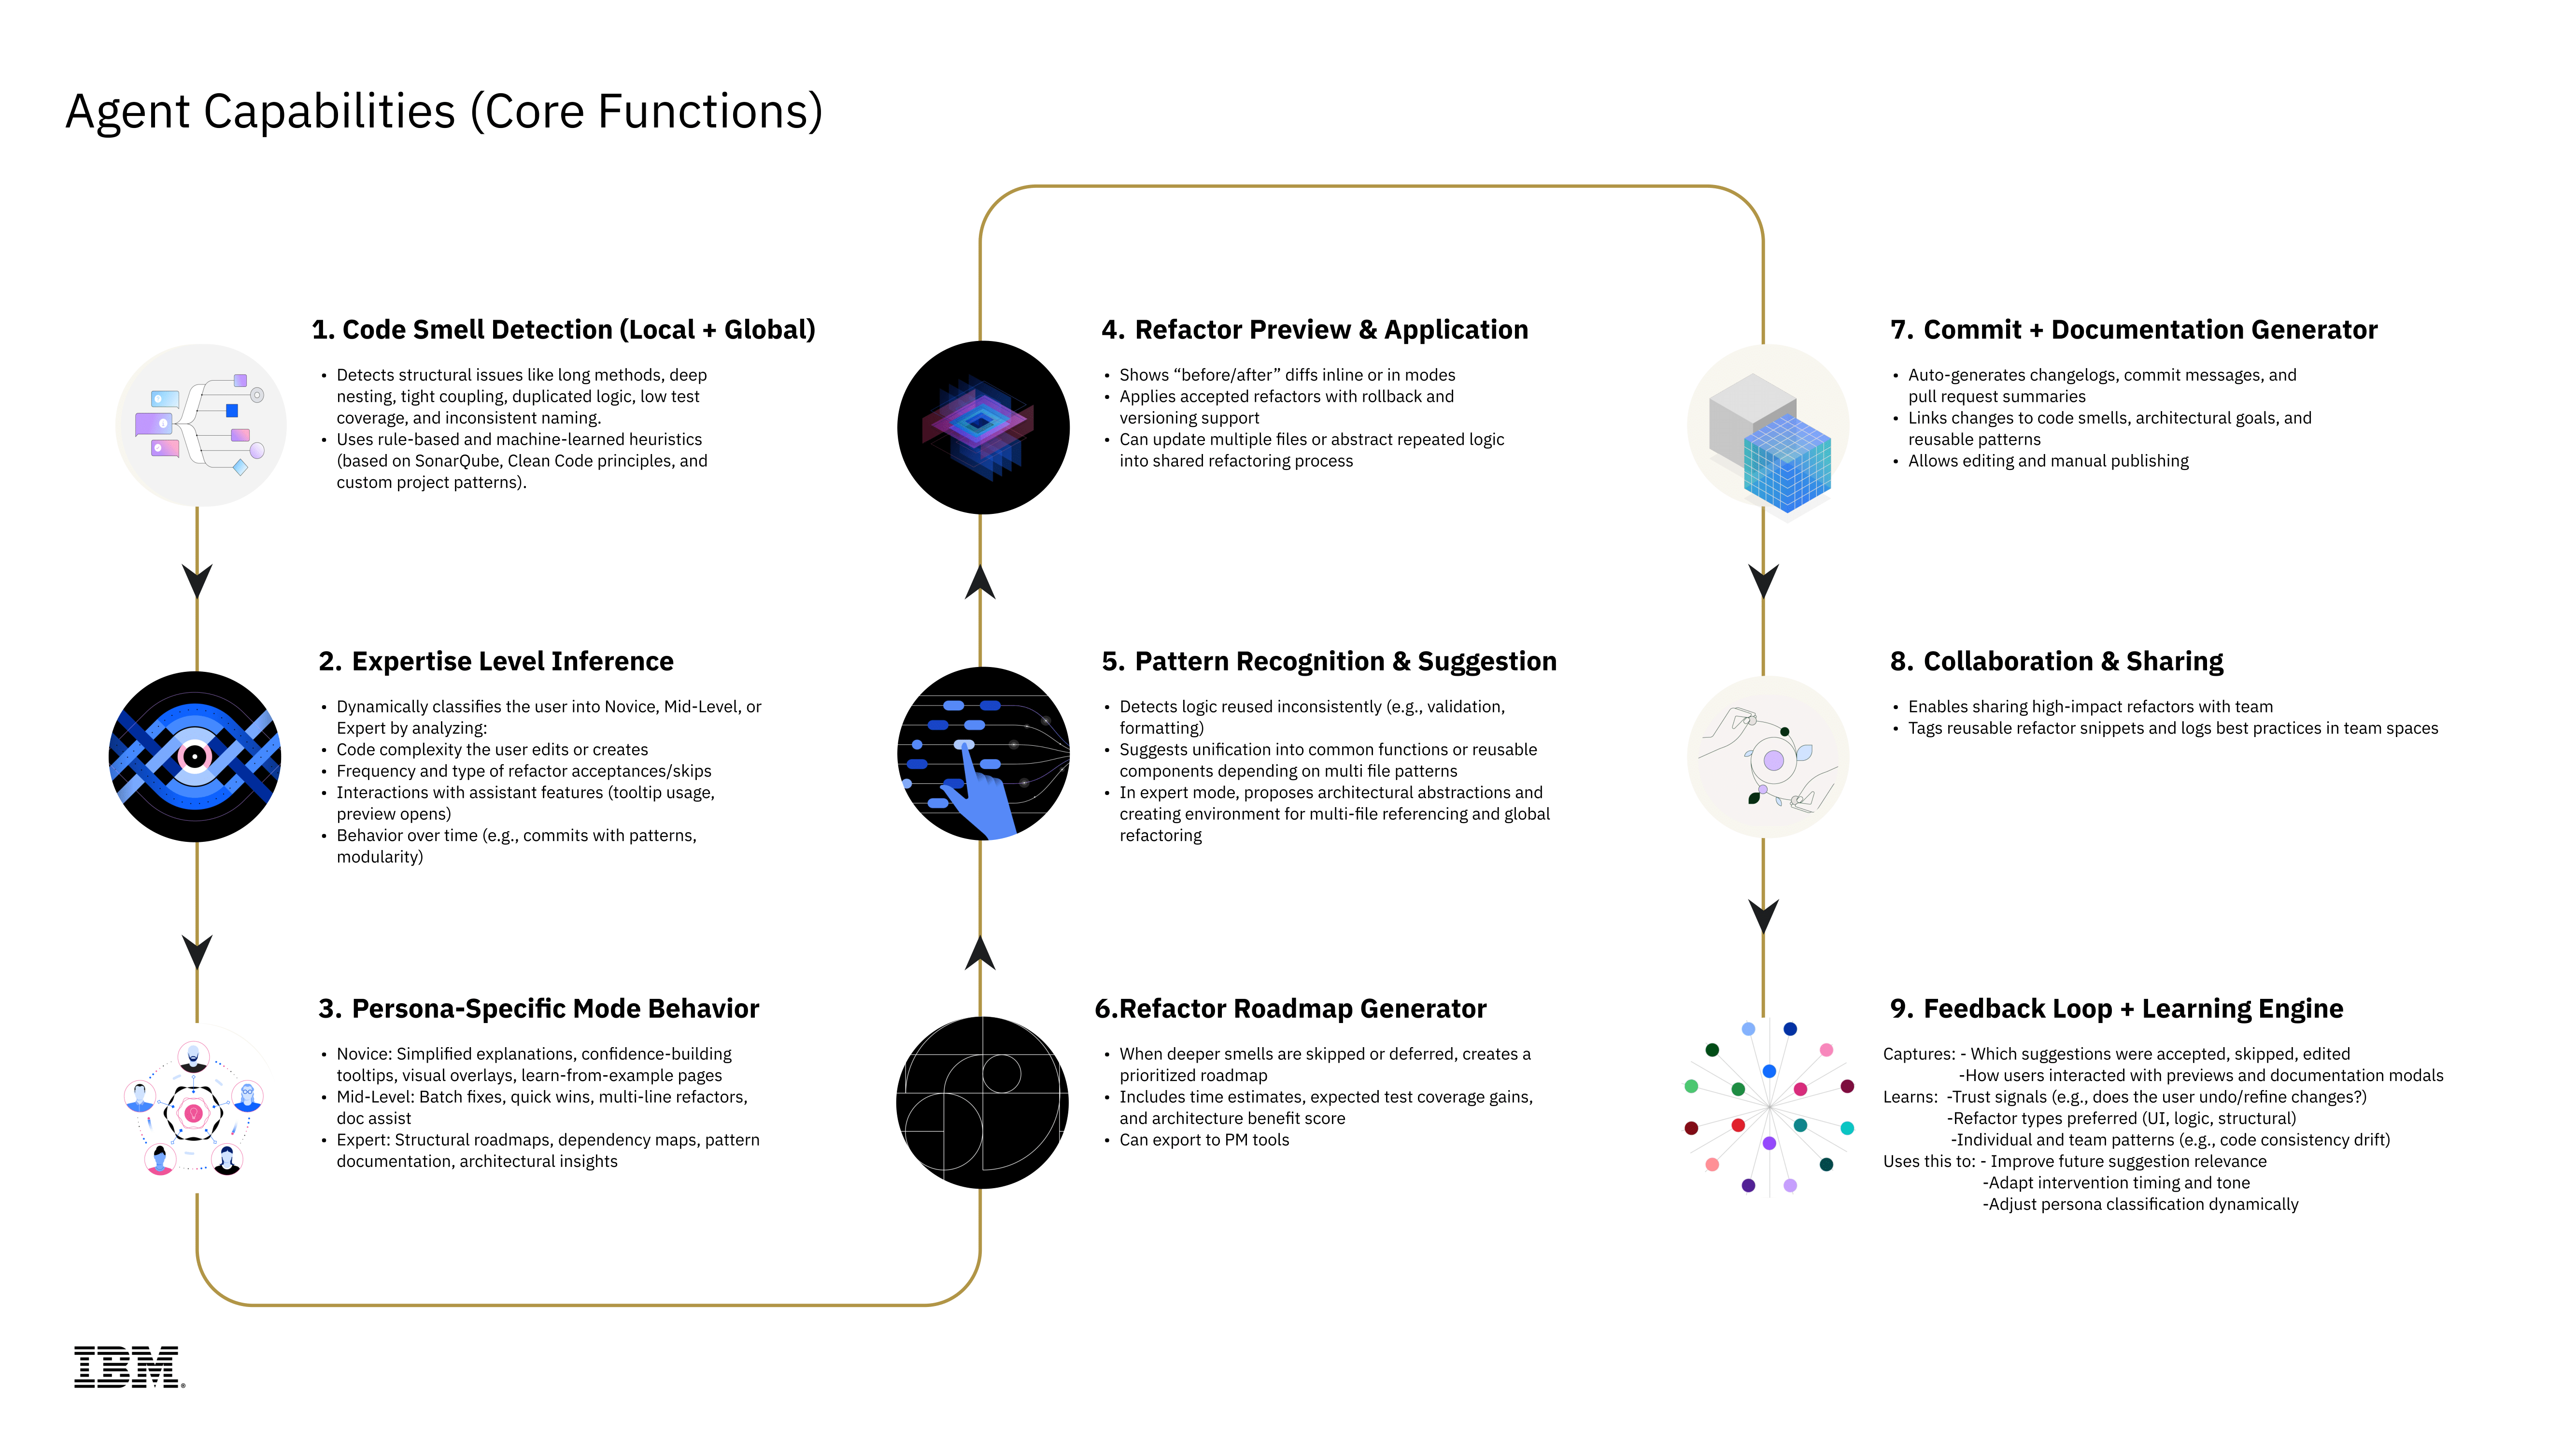 Agent Capabilities (Core Functions)
1. Code Smell Detection (Local + Global)
• Detects structural issues like long methods, deep
nesting, tight coupling, duplicated logic, low test
coverage, and inconsistent naming.
• Uses rule-based and machine-learned heuristics
(based on SonarQube, Clean Code principles, and
custom project patterns).
2. Expertise Level Inference
• Dynamically classifies the user into Novice, Mid-Level, or
Expert by analyzing:
• Code complexity the user edits or creates
• Frequency and type of refactor acceptances/skips
• Interactions with assistant features (tooltip usage,
preview opens)
• Behavior over time (e.g., commits with patterns,
modularity)
3. Persona-Specific Mode Behavior
• Novice: Simplified explanations, confidence-building
tooltips, visual overlays, learn-from-example pages
• Mid-Level: Batch fixes, quick wins, multi-line refactors,
doc assist
• Expert: Structural roadmaps, dependency maps, pattern
documentation, architectural insights
4. Refactor Preview & Application
• Shows “before/after” diffs inline or in modes
• Applies accepted refactors with rollback and
versioning support
• Can update multiple files or abstract repeated logic
into shared refactoring process
5. Pattern Recognition & Suggestion
• Detects logic reused inconsistently (e.g., validation,
formatting)
• Suggests unification into common functions or reusable
components depending on multi file patterns
• In expert mode, proposes architectural abstractions and
creating environment for multi-file referencing and global
refactoring
6.Refactor Roadmap Generator
• When deeper smells are skipped or deferred, creates a
prioritized roadmap
• Includes time estimates, expected test coverage gains,
and architecture benefit score
• Can export to PM tools
7. Commit + Documentation Generator
• Auto-generates changelogs, commit messages, and
pull request summaries
• Links changes to code smells, architectural goals, and
reusable patterns
• Allows editing and manual publishing
8. Collaboration & Sharing
• Enables sharing high-impact refactors with team
• Tags reusable refactor snippets and logs best practices in team spaces
9. Feedback Loop + Learning Engine
Captures: - Which suggestions were accepted, skipped, edited
-How users interacted with previews and documentation modals
Learns: -Trust signals (e.g., does the user undo/refine changes?)
-Refactor types preferred (UI, logic, structural)
-Individual and team patterns (e.g., code consistency drift)
Uses this to: - Improve future suggestion relevance
-Adapt intervention timing and tone
-Adjust persona classification dynamically
IBM®